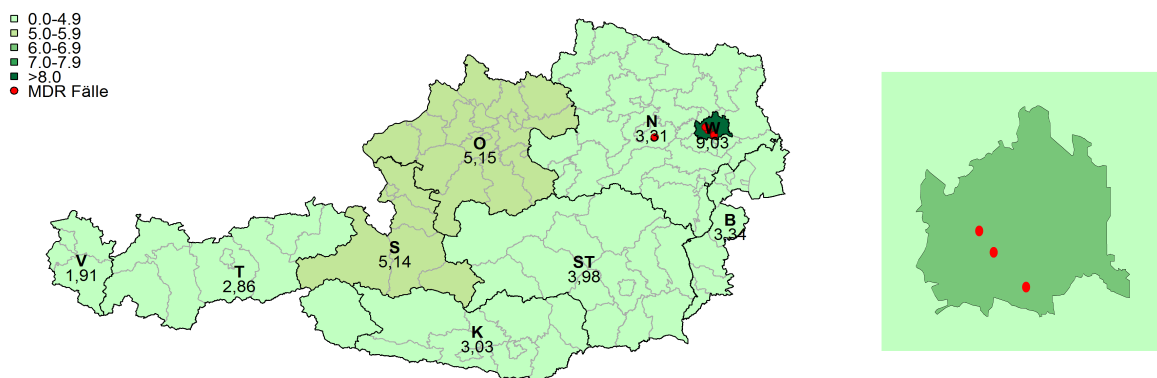 0.0-4.9
5.0-5.9
6.0-6.9
7.0-7.9
>8.0
MDR Fälle
N
3,31
W
9,03
O
5,15
B
3,34
S
5,14
V
1,91
T
2,86
ST
3,98
K
3,03